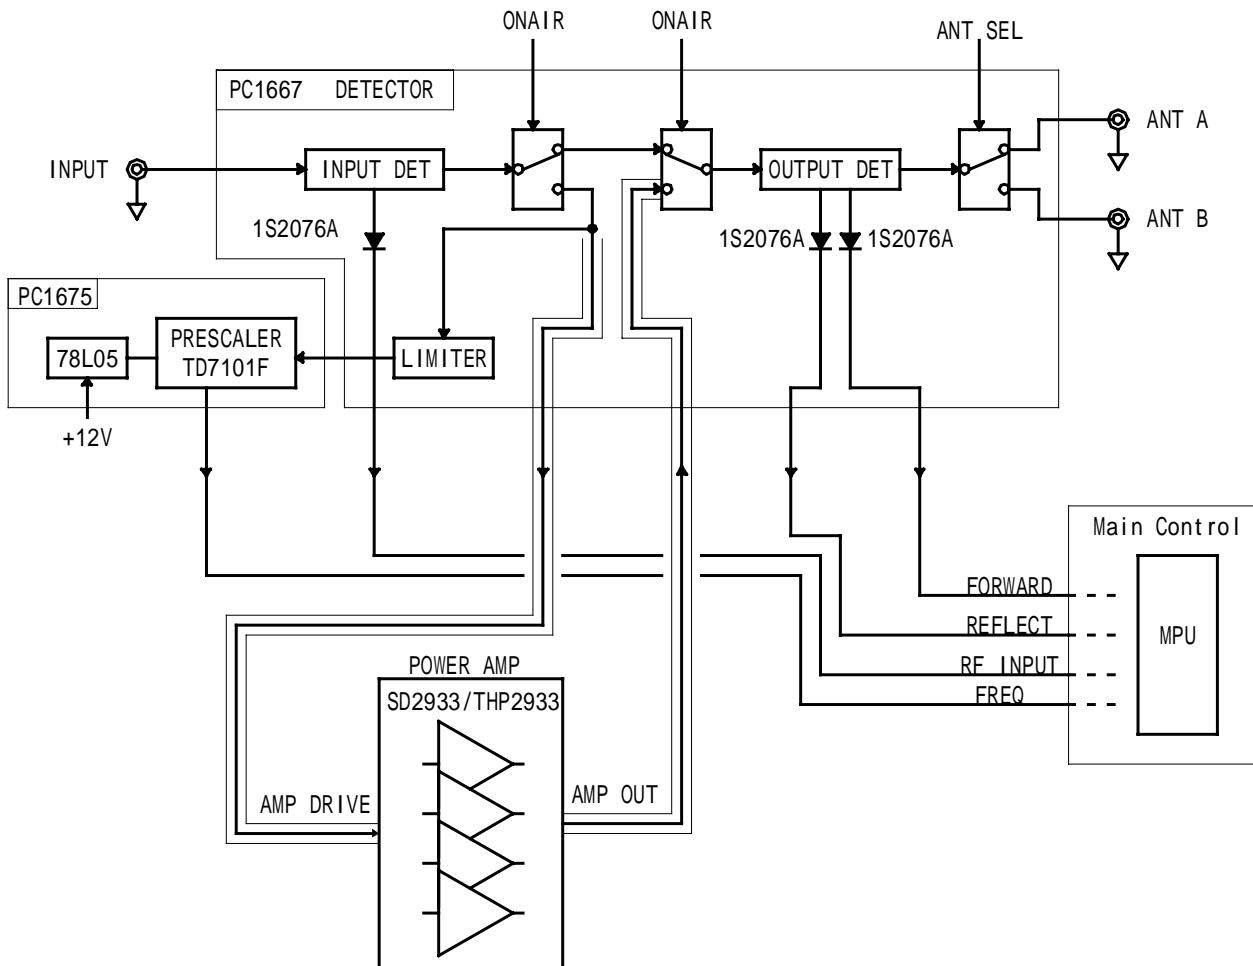 ONAIR
ONAIR
ANT SEL
PC1667 DETECTOR
ANT A
INPUT
INPUT DET
OUTPUT DET
ANT B
1S2076A
1S2076A
1S2076A
PC1675
PRESCALER
TD7101F
78L05
LIMITER
+12V
Main Control
FORWARD
REFLECT
MPU
RF INPUT
FREQ
POWER AMP
SD2933/THP2933
AMP DRIVE
AMP OUT